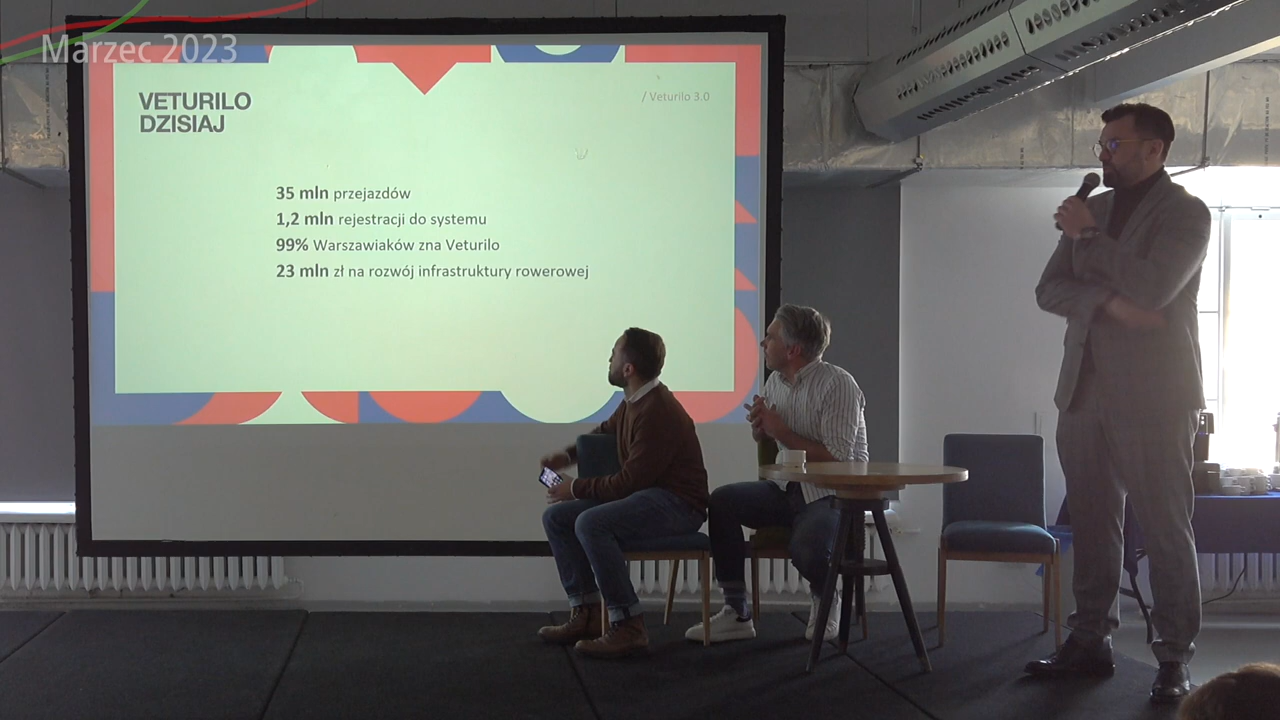 Marzec 2023
VETURILO
DZISIAJ
/ Veturilo 3.0
35 mln przejazdów
1,2 mln rejestracji do systemu
99% Warszawiaków zna Veturilo
23 mln zł na rozwój infrastruktury rowerowej